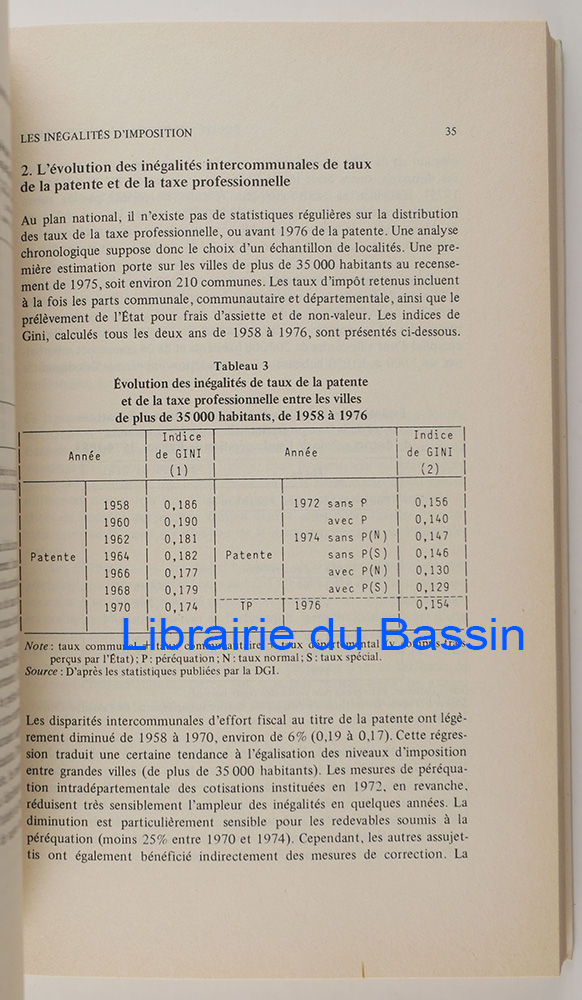 LES INÉGALITÉS D'IMPOSITION 35
2. L'évolution des inégalités intercommunales de taux
de la patente et de la taxe professionnelle
Au plan national, il n'existe pas de statistiques régulières sur la distribution
des taux de la taxe professionnelle, ou avant 1976 de la patente. Une analyse
chronologique suppose donc le choix d'un échantillon de localités. Une pre-
mière estimation porte sur les villes de plus de 35 000 habitants au recense-
ment de 1975, soit environ 210 communes. Les taux d'impôt retenus incluent
à la fois les parts communale, communautaire et départementale, ainsi que le
prélèvement de l'État pour frais d'assiette et de non-valeur. Les indices de
Gini, calculés tous les deux ans de 1958 à 1976, sont présentés ci-dessous.
Tableau 3
Évolution des inégalités de taux de la patente
et de la taxe professionnelle entre les villes
de plus de 35 000 habitants, de 1958 à 1976
Année Indice de GINI (1) Année Indice de GINI (2)
1958 0,186 1972 sans P 0,156
1960 0,190 avec P 0,140
1962 0,181 1974 sans P(N) 0,147
Patente 1964 0,182 Patente sans P(S) 0,146
1966 0,177 avec P(N) 0,130
1968 0,179 avec P(S) 0,129
1970 0,174 TP 1976 0,154
Librairie du Bassin
Note : taux communal + taux communautaire + taux départemental
perçus par l'État) ; P : péréquation ; N : taux normal ; S : taux spécial.
Source : D'après les statistiques publiées par la DGI.
Les disparités intercommunales d'effort fiscal au titre de la patente ont légè-
rement diminué de 1958 à 1970, environ de 6% (0,19 à 0,17). Cette régres-
sion traduit une certaine tendance à l'égalisation des niveaux d'imposition
entre grandes villes (de plus de 35 000 habitants). Les mesures de péréqua-
tion intradépartementale des cotisations instituées en 1972, en revanche,
réduisent très sensiblement l'ampleur des inégalités en quelques années. La
diminution est particulièrement sensible pour les redevables soumis à la
péréquation (moins 25% entre 1970 et 1974). Cependant, les autres assujet-
tis ont également bénéficié indirectement des mesures de correction. La